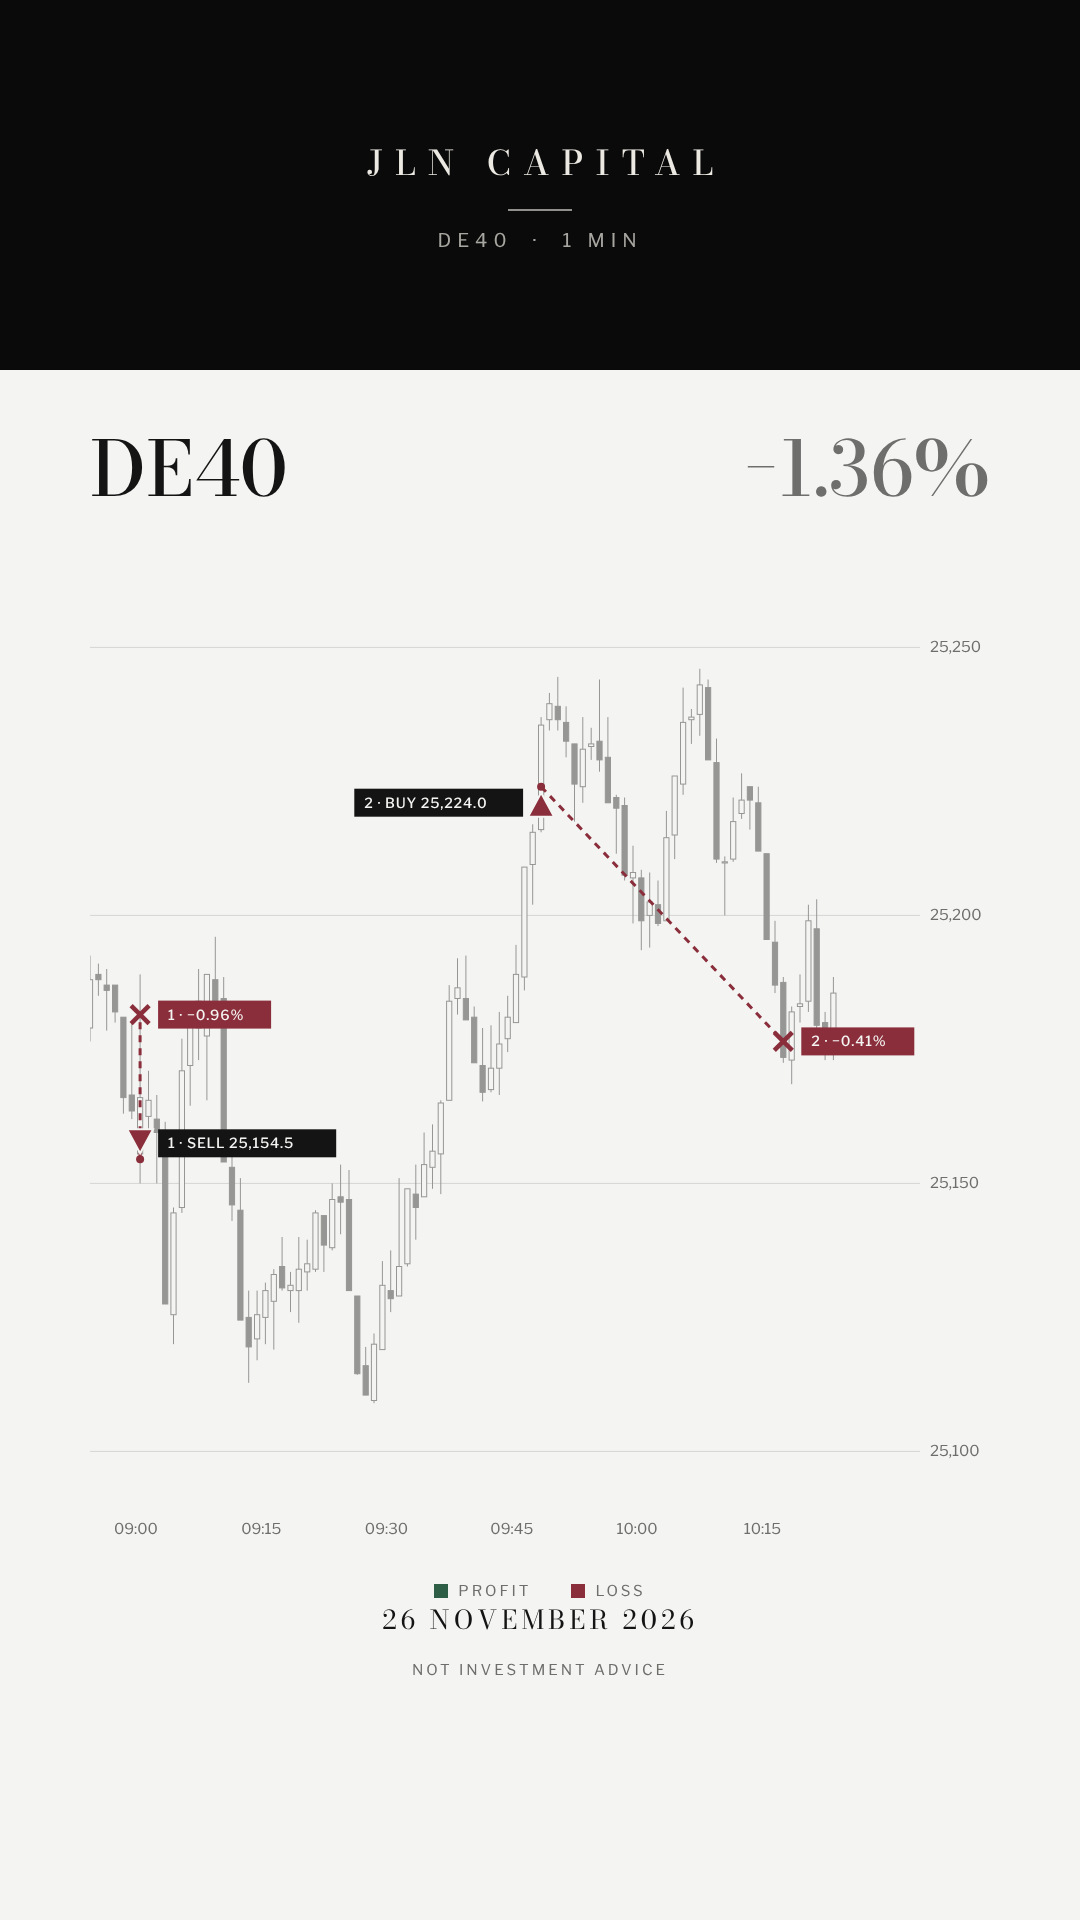 JLN CAPITAL
DE40 · 1 MIN
DE40
−1.36%
25,250
2 · BUY 25,224.0
25,200
1 · −0.96%
2 · −0.41%
1 · SELL 25,154.5
25,150
25,100
09:00 09:15 09:30 09:45 10:00 10:15
PROFIT LOSS
26 NOVEMBER 2026
NOT INVESTMENT ADVICE